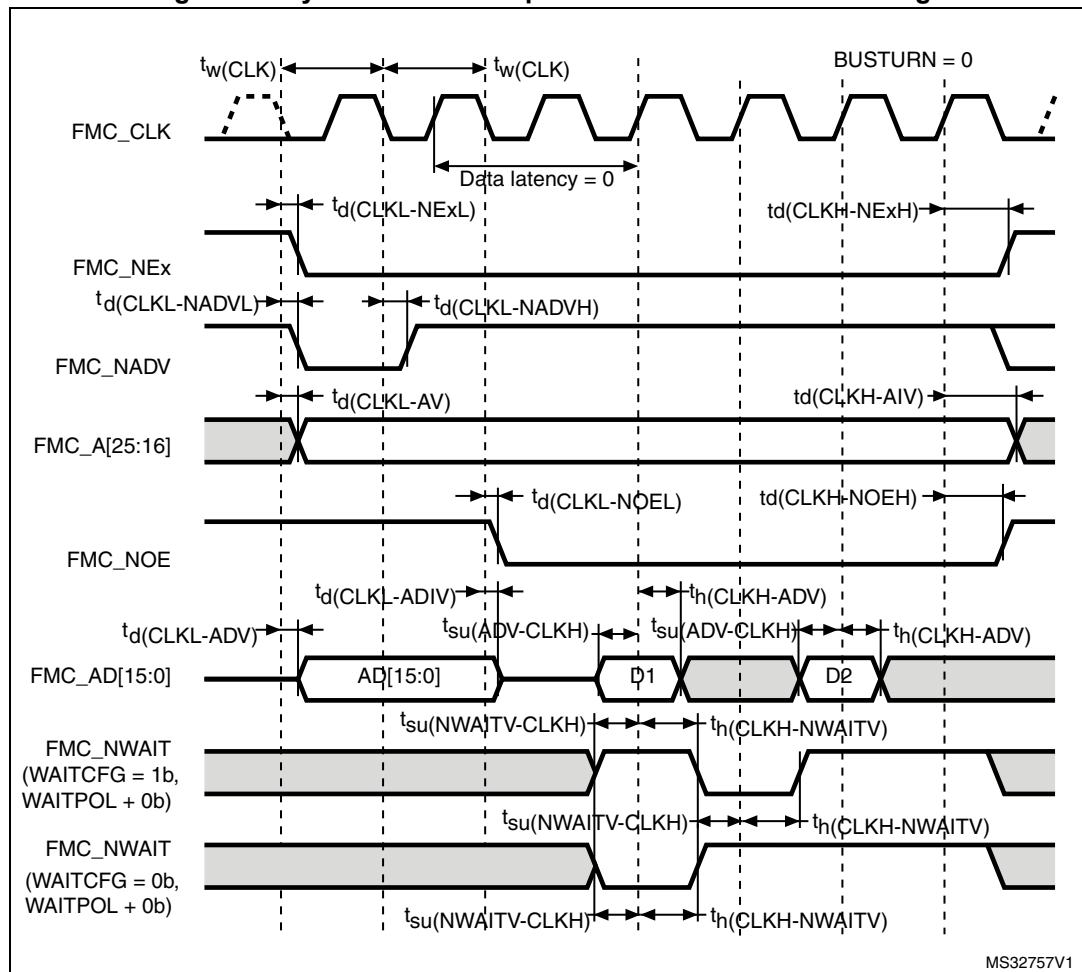 tw(CLK) tw(CLK) BUSTURN = 0
FMC_CLK
Data latency = 0
td(CLKL-NExL) td(CLKH-NExH)
FMC_NEx
td(CLKL-NADVL) td(CLKL-NADVH)
FMC_NADV
td(CLKL-AV) td(CLKH-AIV)
FMC_A[25:16]
td(CLKL-NOEL) td(CLKH-NOEH)
FMC_NOE
td(CLKL-ADIV) th(CLKH-ADV)
td(CLKL-ADV) tsu(ADV-CLKH) tsu(ADV-CLKH) th(CLKH-ADV)
FMC_AD[15:0] AD[15:0] D1 D2
tsu(NWAITV-CLKH) th(CLKH-NWAITV)
FMC_NWAIT
(WAITCFG = 1b,
WAITPOL + 0b)
tsu(NWAITV-CLKH) th(CLKH-NWAITV)
FMC_NWAIT
(WAITCFG = 0b,
WAITPOL + 0b)
tsu(NWAITV-CLKH) th(CLKH-NWAITV)
MS32757V1